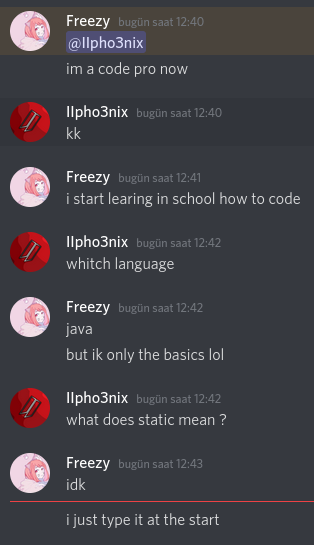 Freezy bugün saat 12:40
@IIpho3nix
im a code pro now
IIpho3nix bugün saat 12:40
kk
Freezy bugün saat 12:41
i start learing in school how to code
IIpho3nix bugün saat 12:42
whitch language
Freezy bugün saat 12:42
java
but ik only the basics lol
IIpho3nix bugün saat 12:42
what does static mean ?
Freezy bugün saat 12:43
idk
i just type it at the start